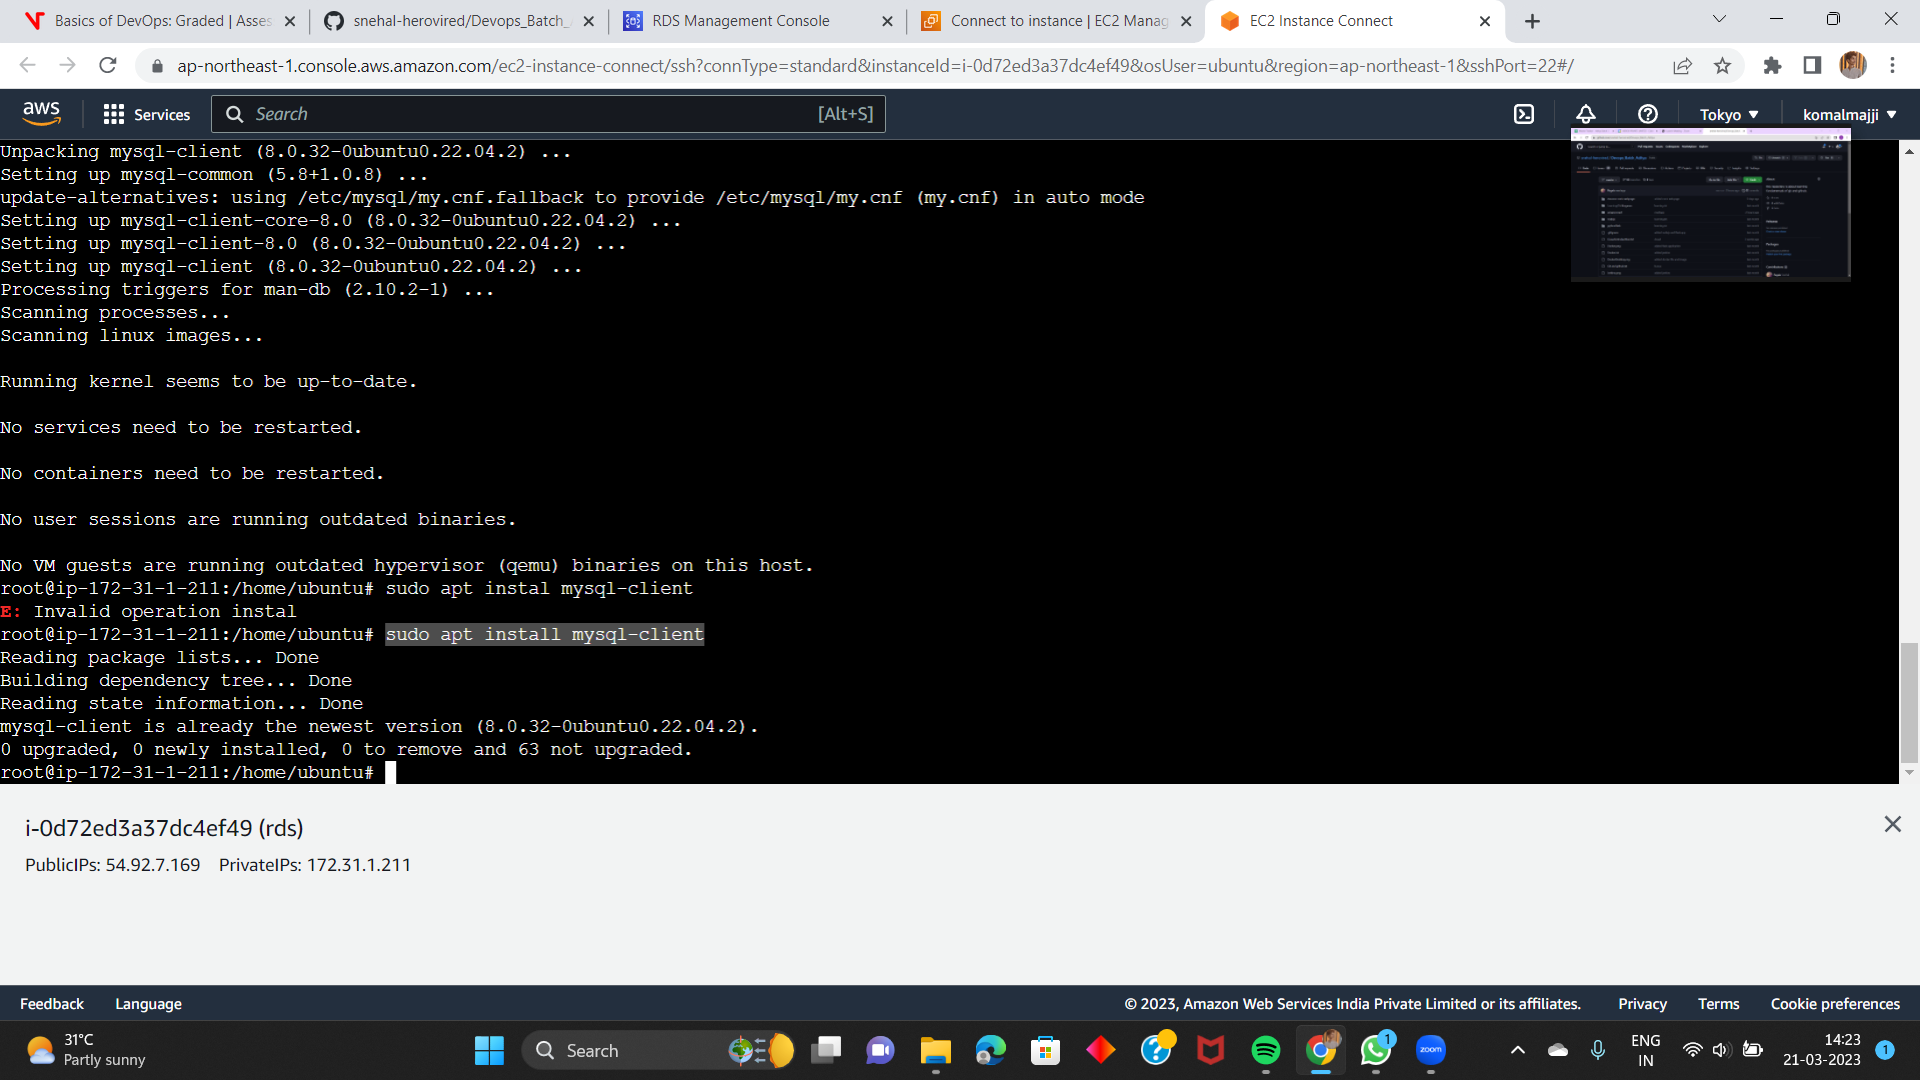 Basics of DevOps: Graded | Asses
snehal-herovired/Devops_Batch_
RDS Management Console
Connect to instance | EC2 Manag
EC2 Instance Connect
ap-northeast-1.console.aws.amazon.com/ec2-instance-connect/ssh?connType=standard&instanceId=i-0d72ed3a37dc4ef49&osUser=ubuntu&region=ap-northeast-1&sshPort=22#/
aws
Services
Search
[Alt+S]
Tokyo
komalmajji
Unpacking mysql-client (8.0.32-0ubuntu0.22.04.2) ...
Setting up mysql-common (5.8+1.0.8) ...
update-alternatives: using /etc/mysql/my.cnf.fallback to provide /etc/mysql/my.cnf (my.cnf) in auto mode
Setting up mysql-client-core-8.0 (8.0.32-0ubuntu0.22.04.2) ...
Setting up mysql-client-8.0 (8.0.32-0ubuntu0.22.04.2) ...
Setting up mysql-client (8.0.32-0ubuntu0.22.04.2) ...
Processing triggers for man-db (2.10.2-1) ...
Scanning processes...
Scanning linux images...
Running kernel seems to be up-to-date.
No services need to be restarted.
No containers need to be restarted.
No user sessions are running outdated binaries.
No VM guests are running outdated hypervisor (qemu) binaries on this host.
root@ip-172-31-1-211:/home/ubuntu# sudo apt instal mysql-client
E: Invalid operation instal
root@ip-172-31-1-211:/home/ubuntu# sudo apt install mysql-client
Reading package lists... Done
Building dependency tree... Done
Reading state information... Done
mysql-client is already the newest version (8.0.32-0ubuntu0.22.04.2).
0 upgraded, 0 newly installed, 0 to remove and 63 not upgraded.
root@ip-172-31-1-211:/home/ubuntu#
i-0d72ed3a37dc4ef49 (rds)
PublicIPs: 54.92.7.169 PrivateIPs: 172.31.1.211
Feedback
Language
© 2023, Amazon Web Services India Private Limited or its affiliates.
Privacy
Terms
Cookie preferences
31°C
Partly sunny
Search
zoom
1
ENG
IN
14:23
21-03-2023
1